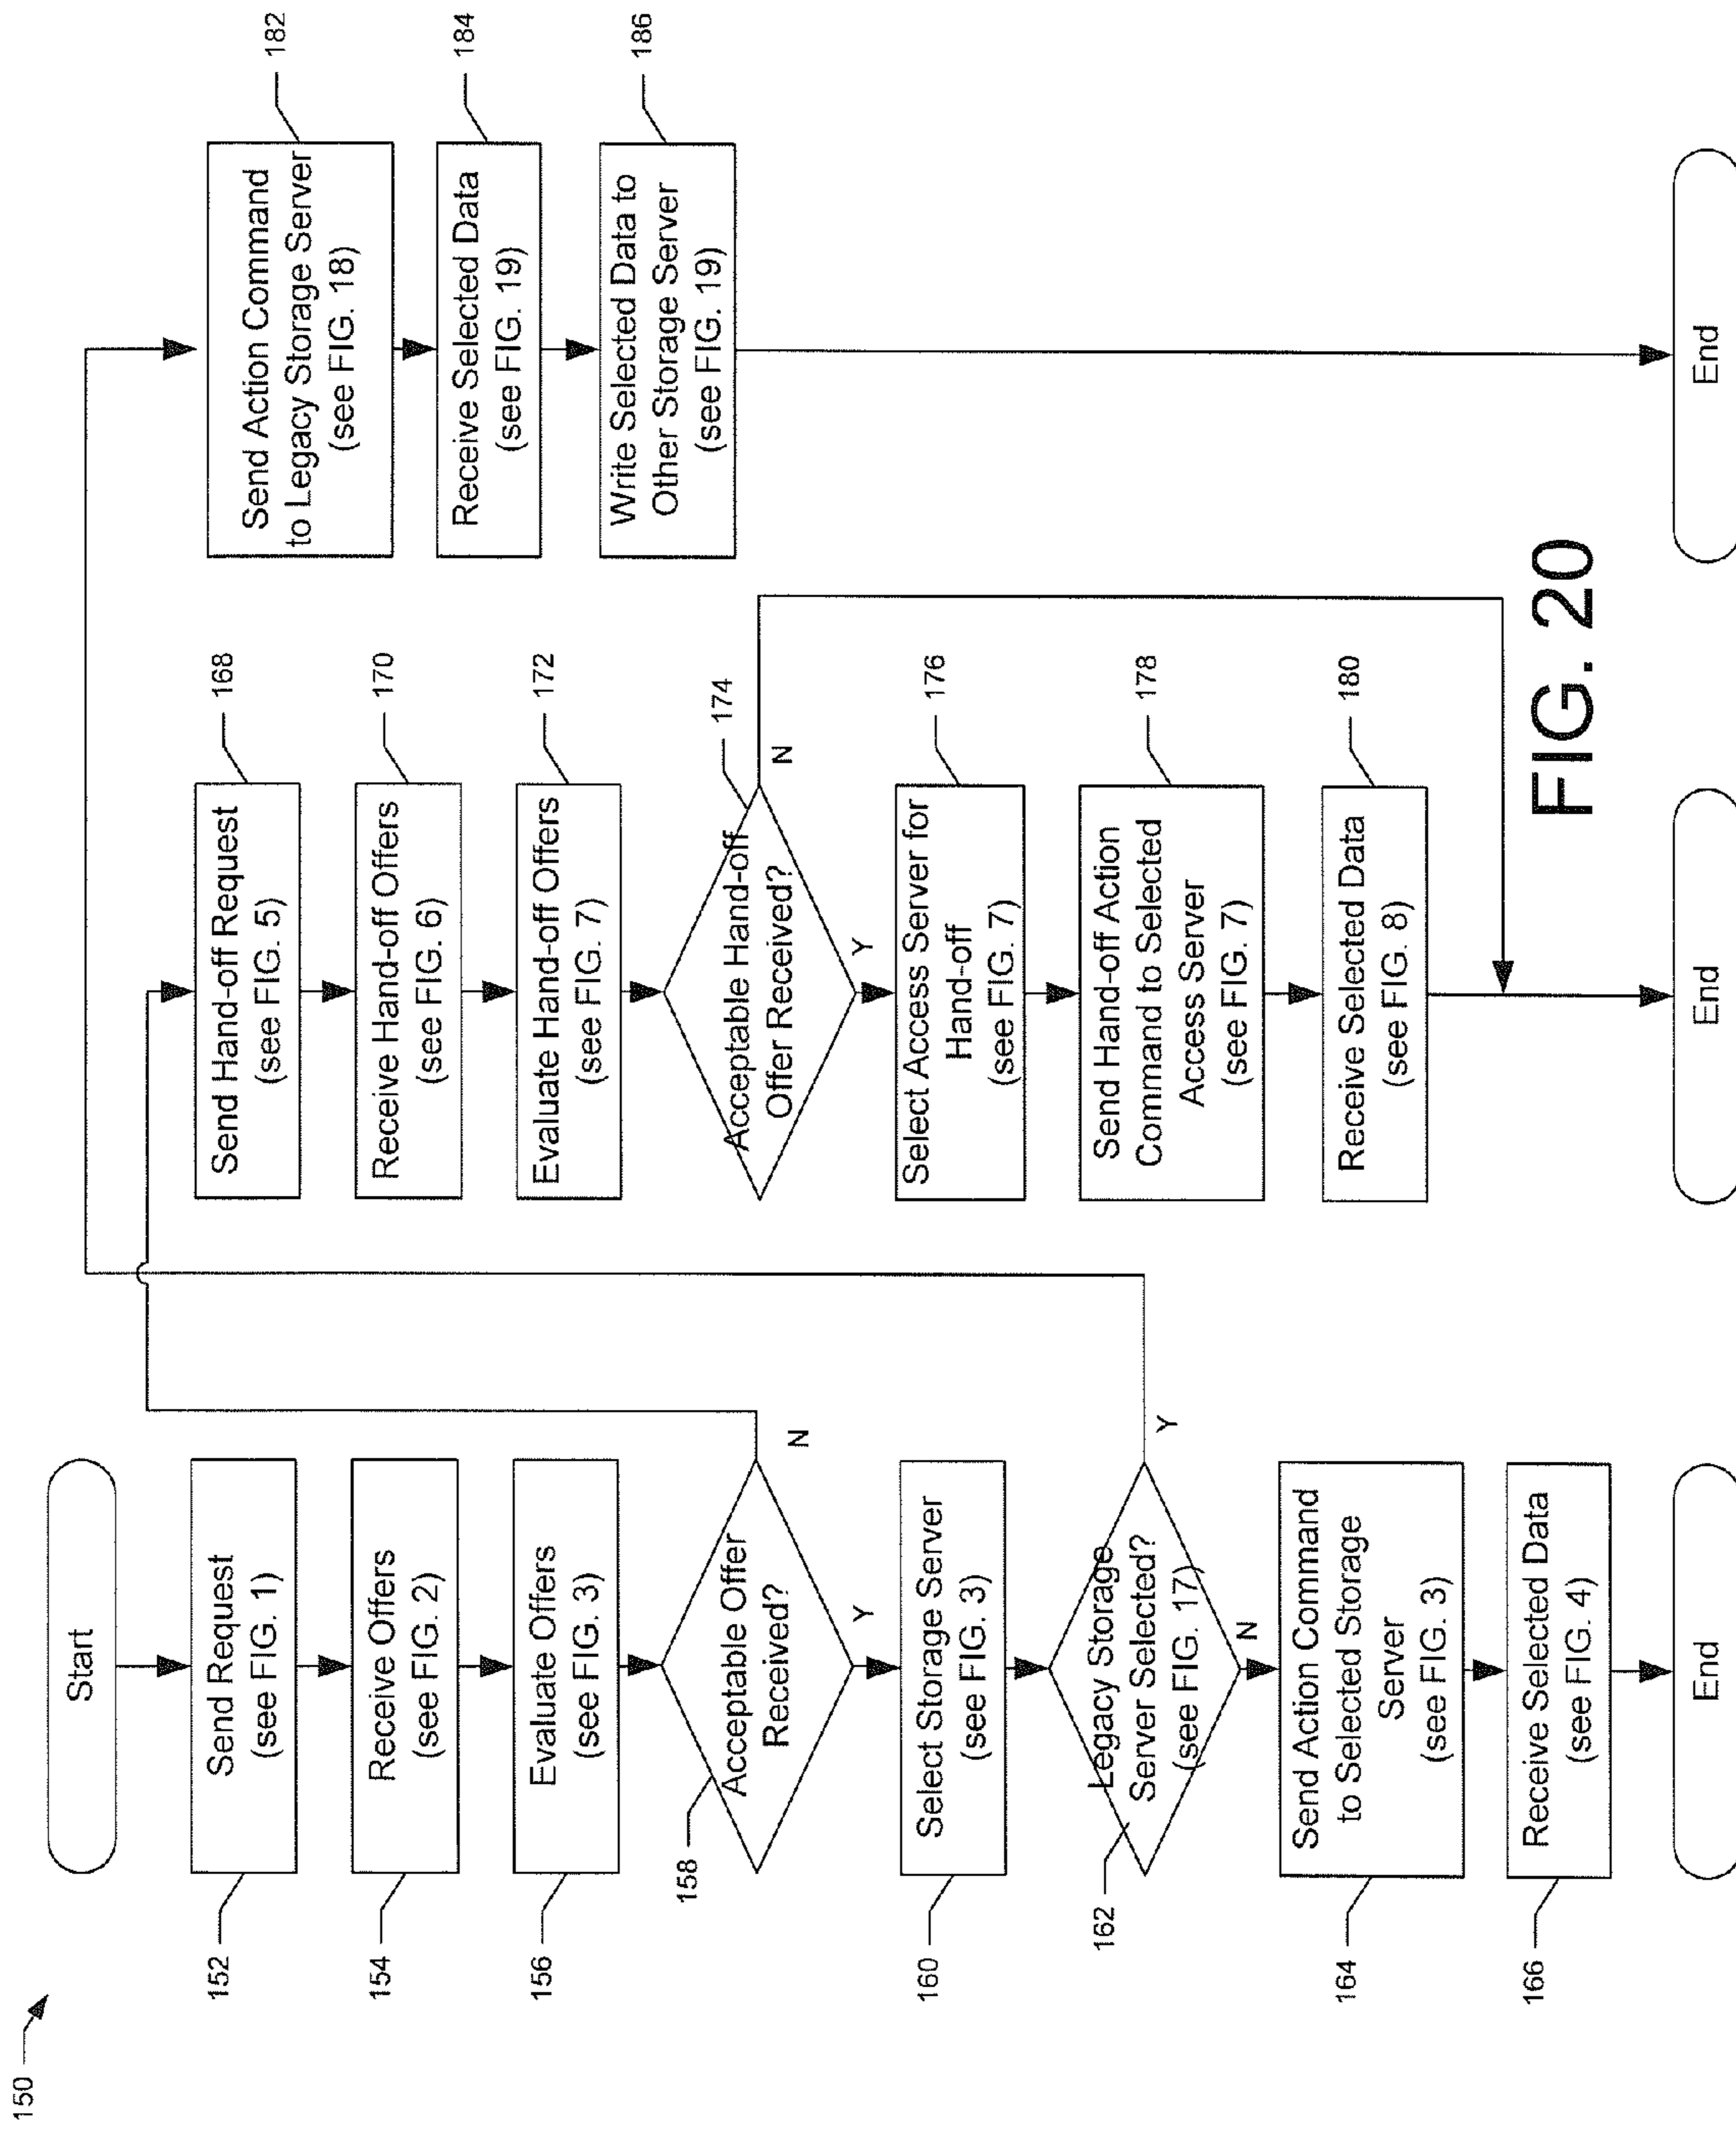 150
Start
152
Send Request
(see FIG. 1)
154
Receive Offers
(see FIG. 2)
156
Evaluate Offers
(see FIG. 3)
158
Acceptable Offer
Received?
N
Y
160
Select Storage Server
(see FIG. 3)
162
Legacy Storage
Server Selected?
(see FIG. 17)
Y
N
164
Send Action Command
to Selected Storage
Server
(see FIG. 3)
166
Receive Selected Data
(see FIG. 4)
End
168
Send Hand-off Request
(see FIG. 5)
170
Receive Hand-off Offers
(see FIG. 6)
172
Evaluate Hand-off Offers
(see FIG. 7)
174
Acceptable Hand-off
Offer Received?
N
Y
176
Select Access Server for
Hand-off
(see FIG. 7)
178
Send Hand-off Action
Command to Selected
Access Server
(see FIG. 7)
180
Receive Selected Data
(see FIG. 8)
End
182
Send Action Command
to Legacy Storage Server
(see FIG. 18)
184
Receive Selected Data
(see FIG. 19)
186
Write Selected Data to
Other Storage Server
(see FIG. 19)
End
FIG. 20